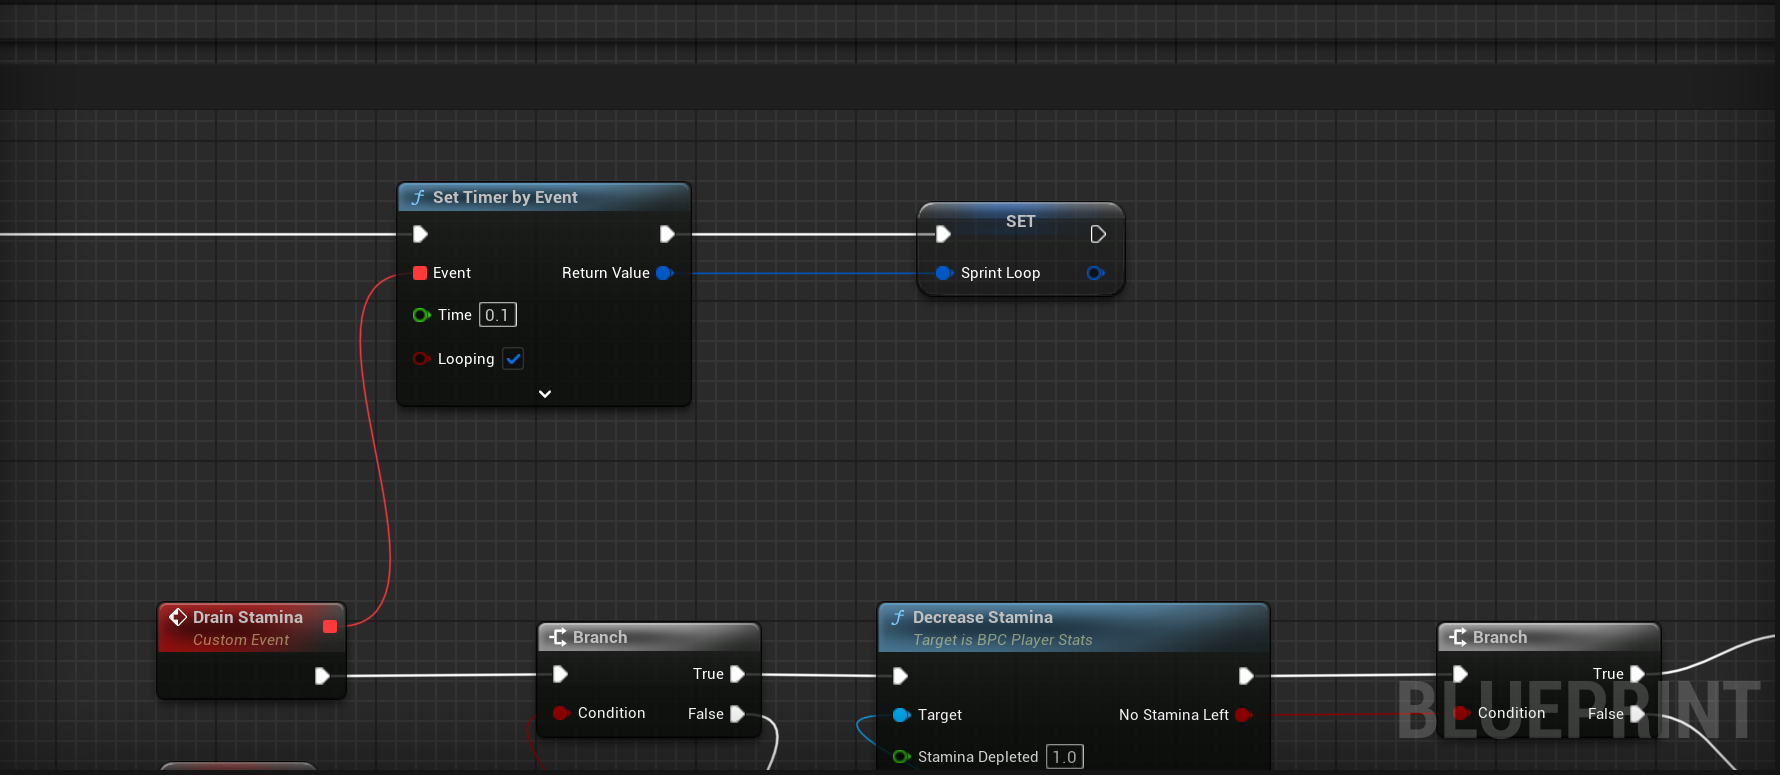 Set Timer by Event
SET
Event
Return Value
Sprint Loop
Time 0.1
Looping
Drain Stamina
Custom Event
Branch
True
Condition
False
Decrease Stamina
Target is BPC Player Stats
Target
No Stamina Left
Stamina Depleted 1.0
Branch
True
Condition
False
BLUEPRINT